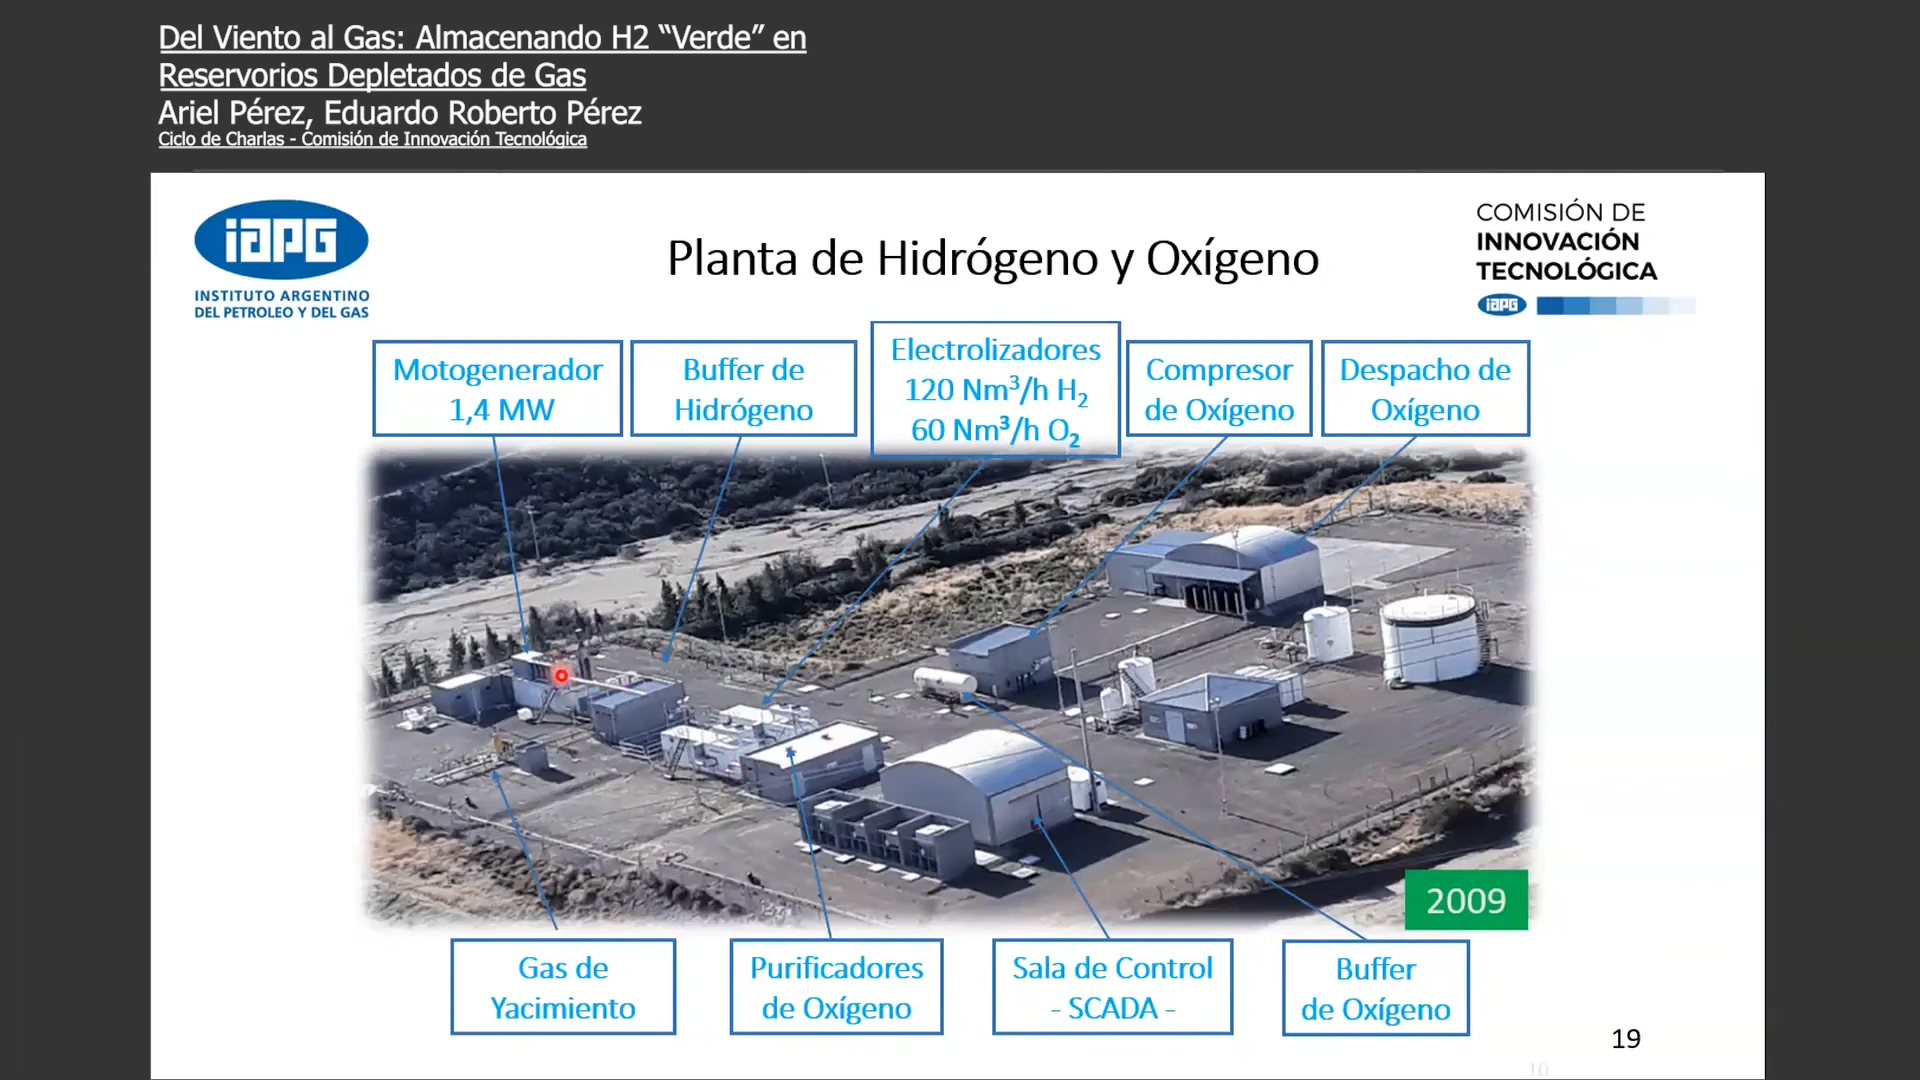 Del Viento al Gas: Almacenando H2 “Verde” en
Reservorios Depletados de Gas
Ariel Pérez, Eduardo Roberto Pérez
Ciclo de Charlas - Comisión de Innovación Tecnológica
iapg
INSTITUTO ARGENTINO
DEL PETROLEO Y DEL GAS
Planta de Hidrógeno y Oxígeno
COMISIÓN DE
INNOVACIÓN
TECNOLÓGICA
iapg
Motogenerador
1,4 MW
Buffer de
Hidrógeno
Electrolizadores
120 Nm³/h H₂
60 Nm³/h O₂
Compresor
de Oxígeno
Despacho de
Oxígeno
2009
Gas de
Yacimiento
Purificadores
de Oxígeno
Sala de Control
- SCADA -
Buffer
de Oxígeno
19
10